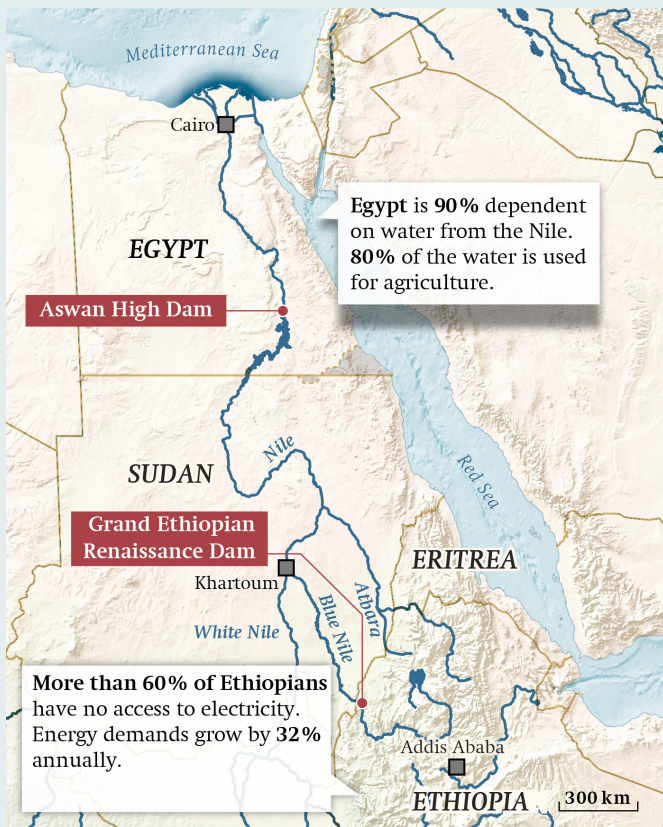 Mediterranean Sea
Cairo
Egypt is 90% dependent
on water from the Nile.
80% of the water is used
for agriculture.
EGYPT
Aswan High Dam
Nile
SUDAN
Red Sea
Grand Ethiopian
Renaissance Dam
ERITREA
Khartoum
Atbara
Blue Nile
White Nile
More than 60% of Ethiopians
have no access to electricity.
Energy demands grow by 32%
annually.
Addis Ababa
ETHIOPIA
300 km